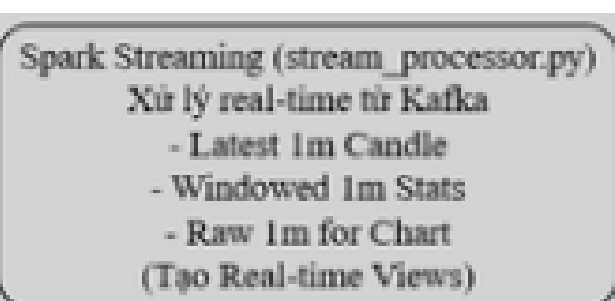 Spark Streaming (stream_processor.py)
Xử lý real-time từ Kafka
- Latest 1m Candle
- Windowed 1m Stats
- Raw 1m for Chart
(Tạo Real-time Views)